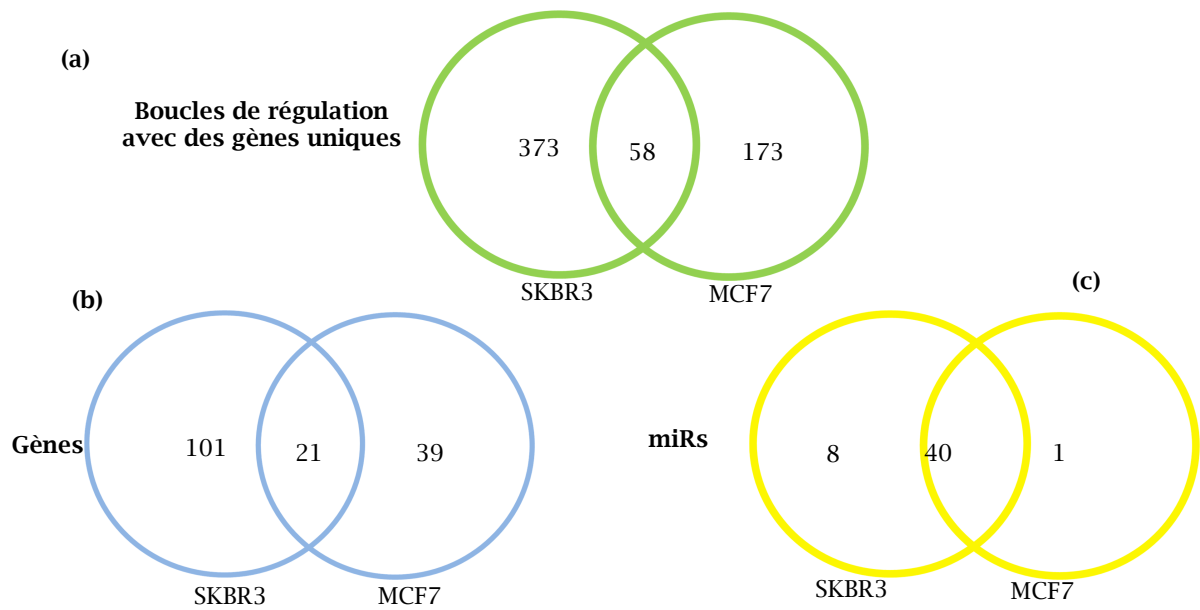 (a)
Boucles de régulation
avec des gènes uniques
373
58
173
SKBR3
MCF7
(b)
Gènes
101
21
39
SKBR3
MCF7
(c)
miRs
8
40
1
SKBR3
MCF7